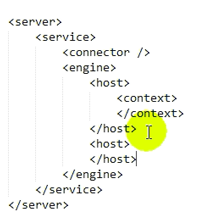 <server>
<service>
<connector />
<engine>
<host>
<context>
</context>
</host>
<host>
</host>
</engine>
</service>
</server>